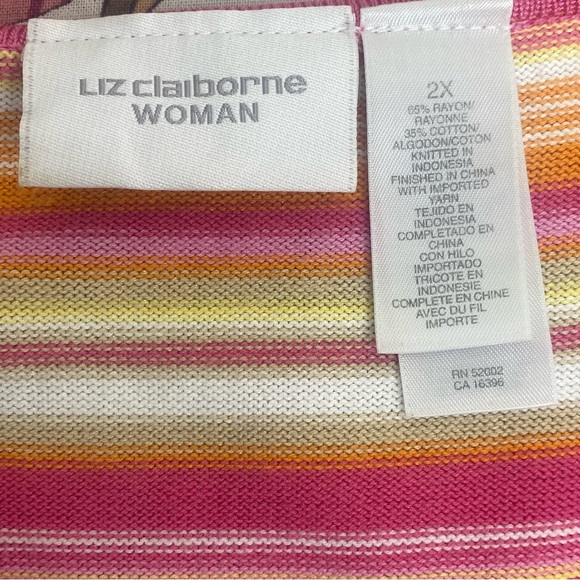 LIZ claiborne
WOMAN
2X
65% RAYON/
RAYONNE
35% COTTON/
ALGODON/COTON
KNITTED IN
INDONESIA
FINISHED IN CHINA
WITH IMPORTED
YARN
TEJIDO EN
INDONESIA
COMPLETADO EN
CHINA
CON HILO
IMPORTADO
TRICOTE EN
INDONESIE
COMPLETE EN CHINE
AVEC DU FIL
IMPORTE
RN 52002
CA 16396